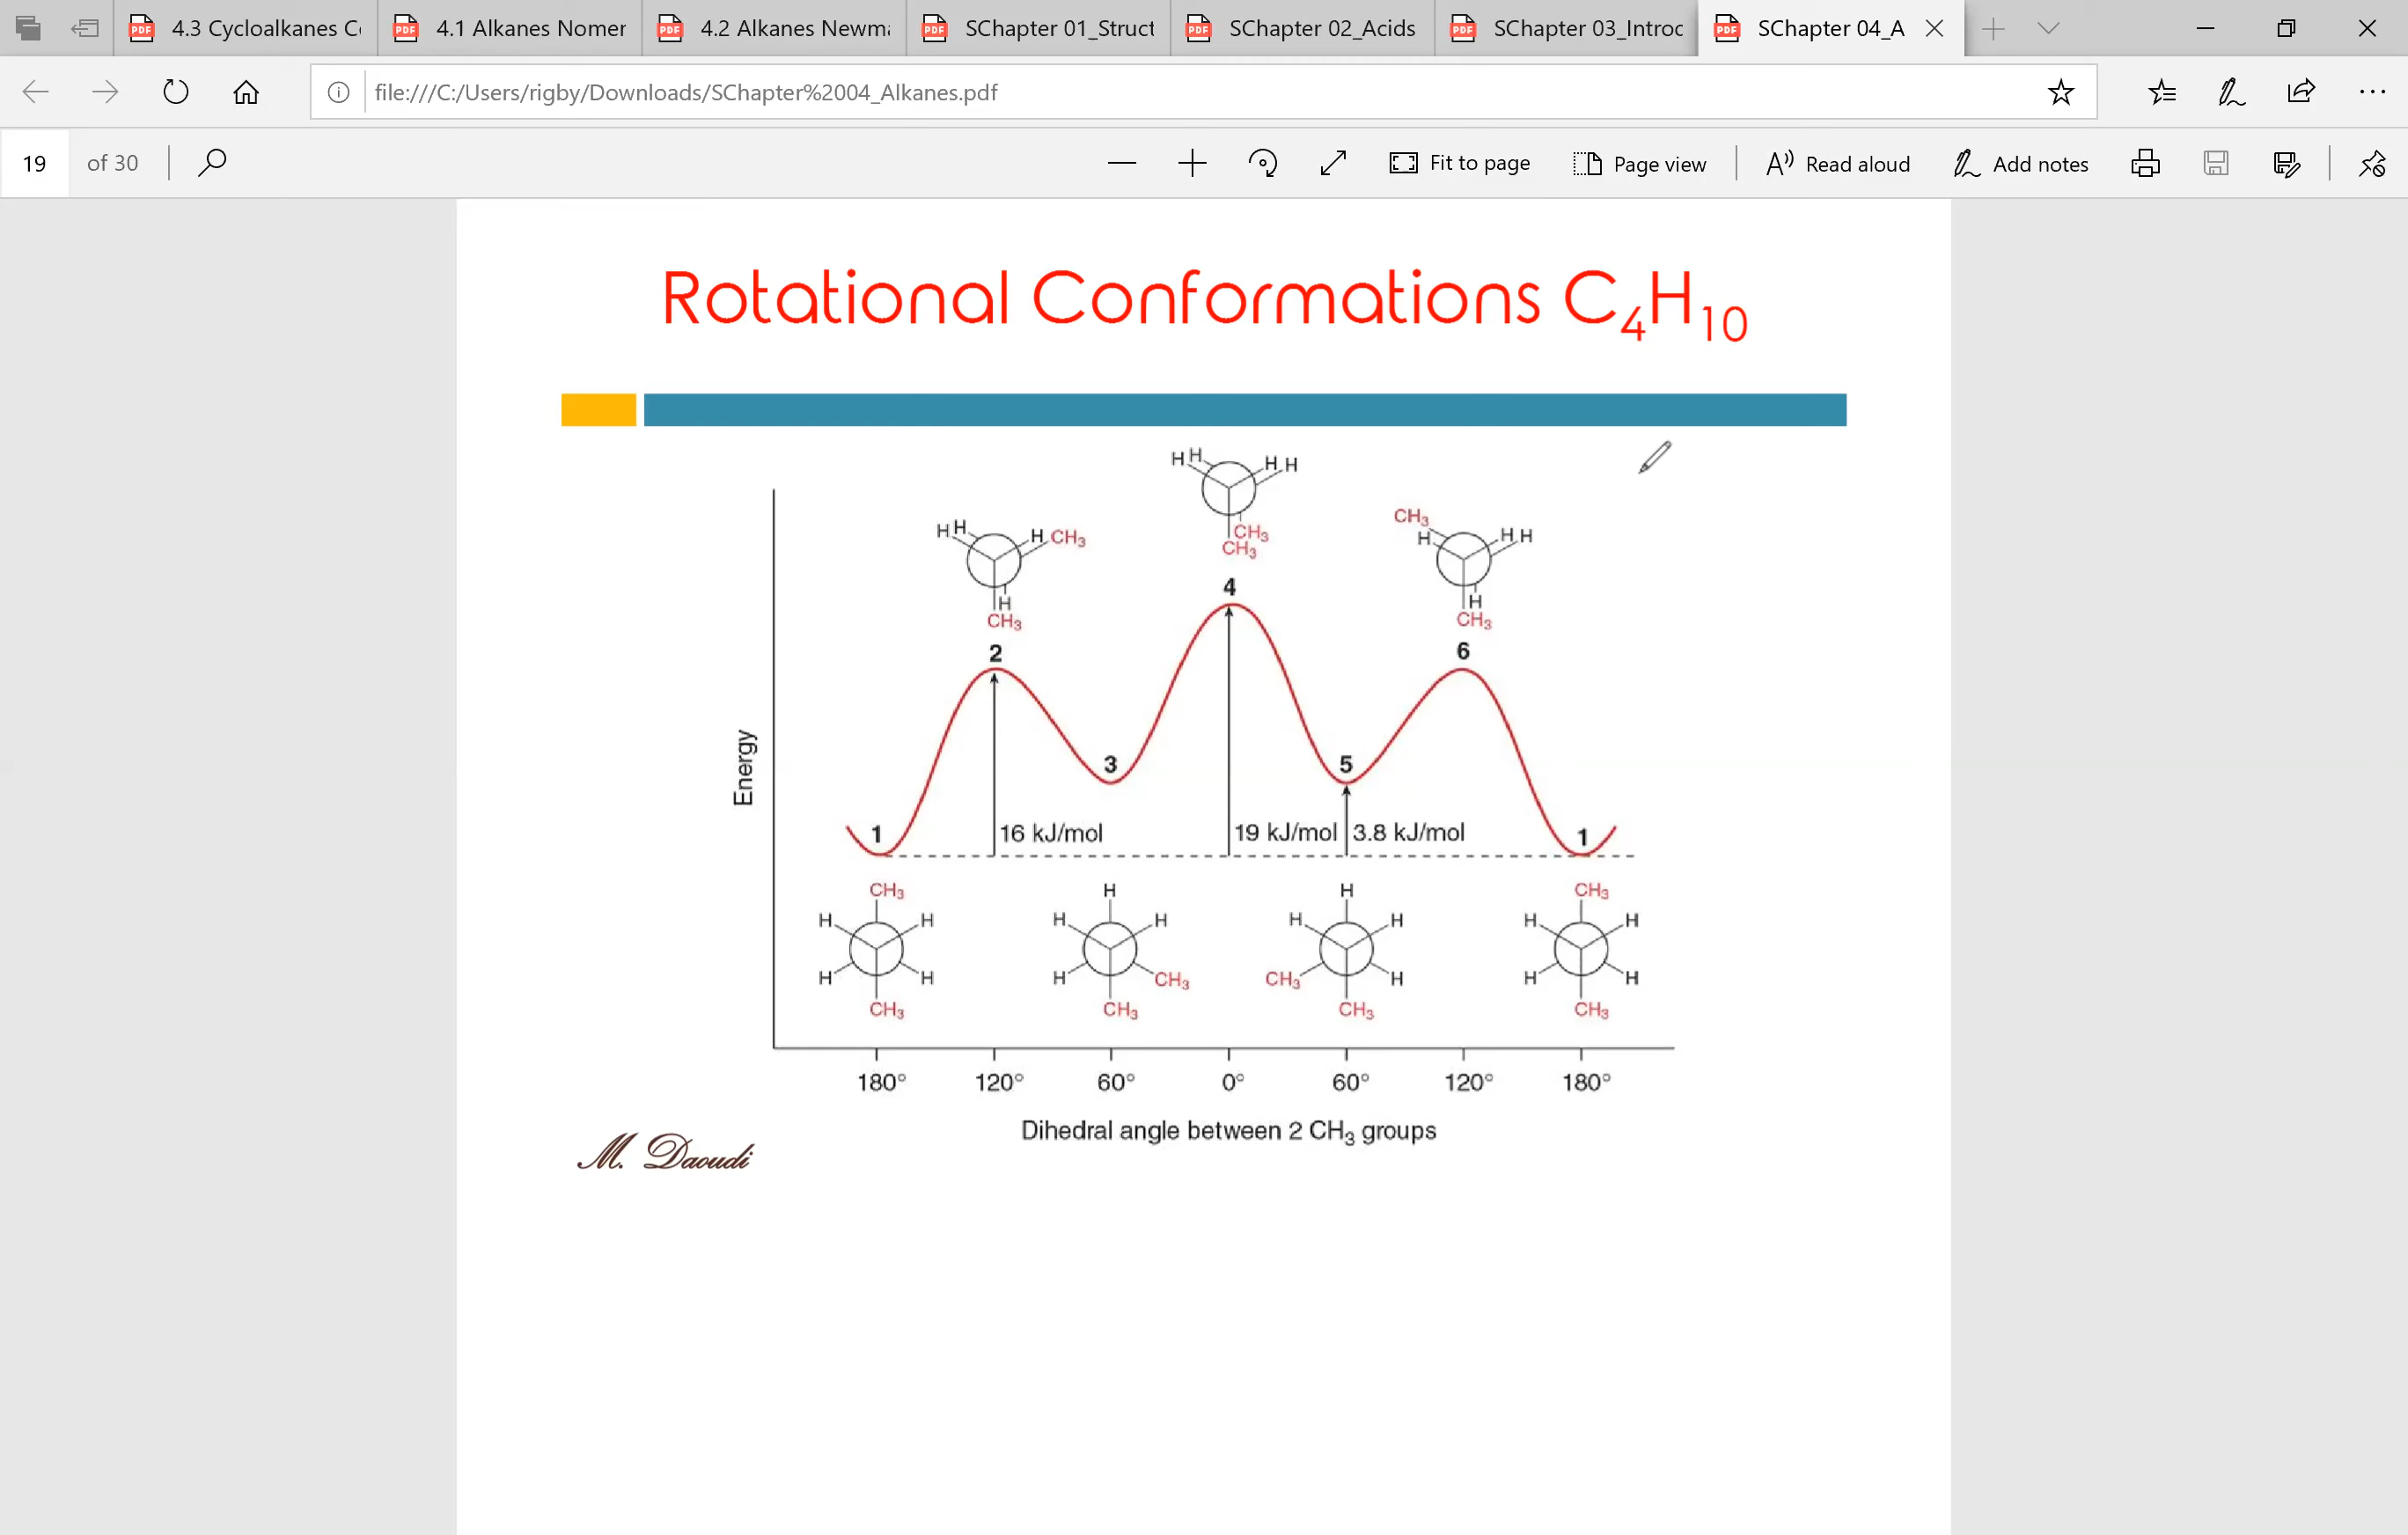 4.3 Cycloalkanes C 4.1 Alkanes Nomer 4.2 Alkanes Newm SChapter 01_Struct SChapter 02_Acids SChapter 03_Introc SChapter 04_A
file:///C:/Users/rigby/Downloads/SChapter%2004_Alkanes.pdf
19 of 30 Fit to page Page view Read aloud Add notes
Rotational Conformations C₄H₁₀
H H H H
CH₃
CH₃
H H H CH₃
H
CH₃
CH₃
H H H
H
CH₃
4
2 6
3 5
Energy
1 16 kJ/mol 19 kJ/mol 3.8 kJ/mol 1
CH₃ H H CH₃
H H H H H H H H
H H H CH₃ CH₃ H H H
CH₃ CH₃ CH₃ CH₃
180° 120° 60° 0° 60° 120° 180°
Dihedral angle between 2 CH₃ groups
M. Daoudi